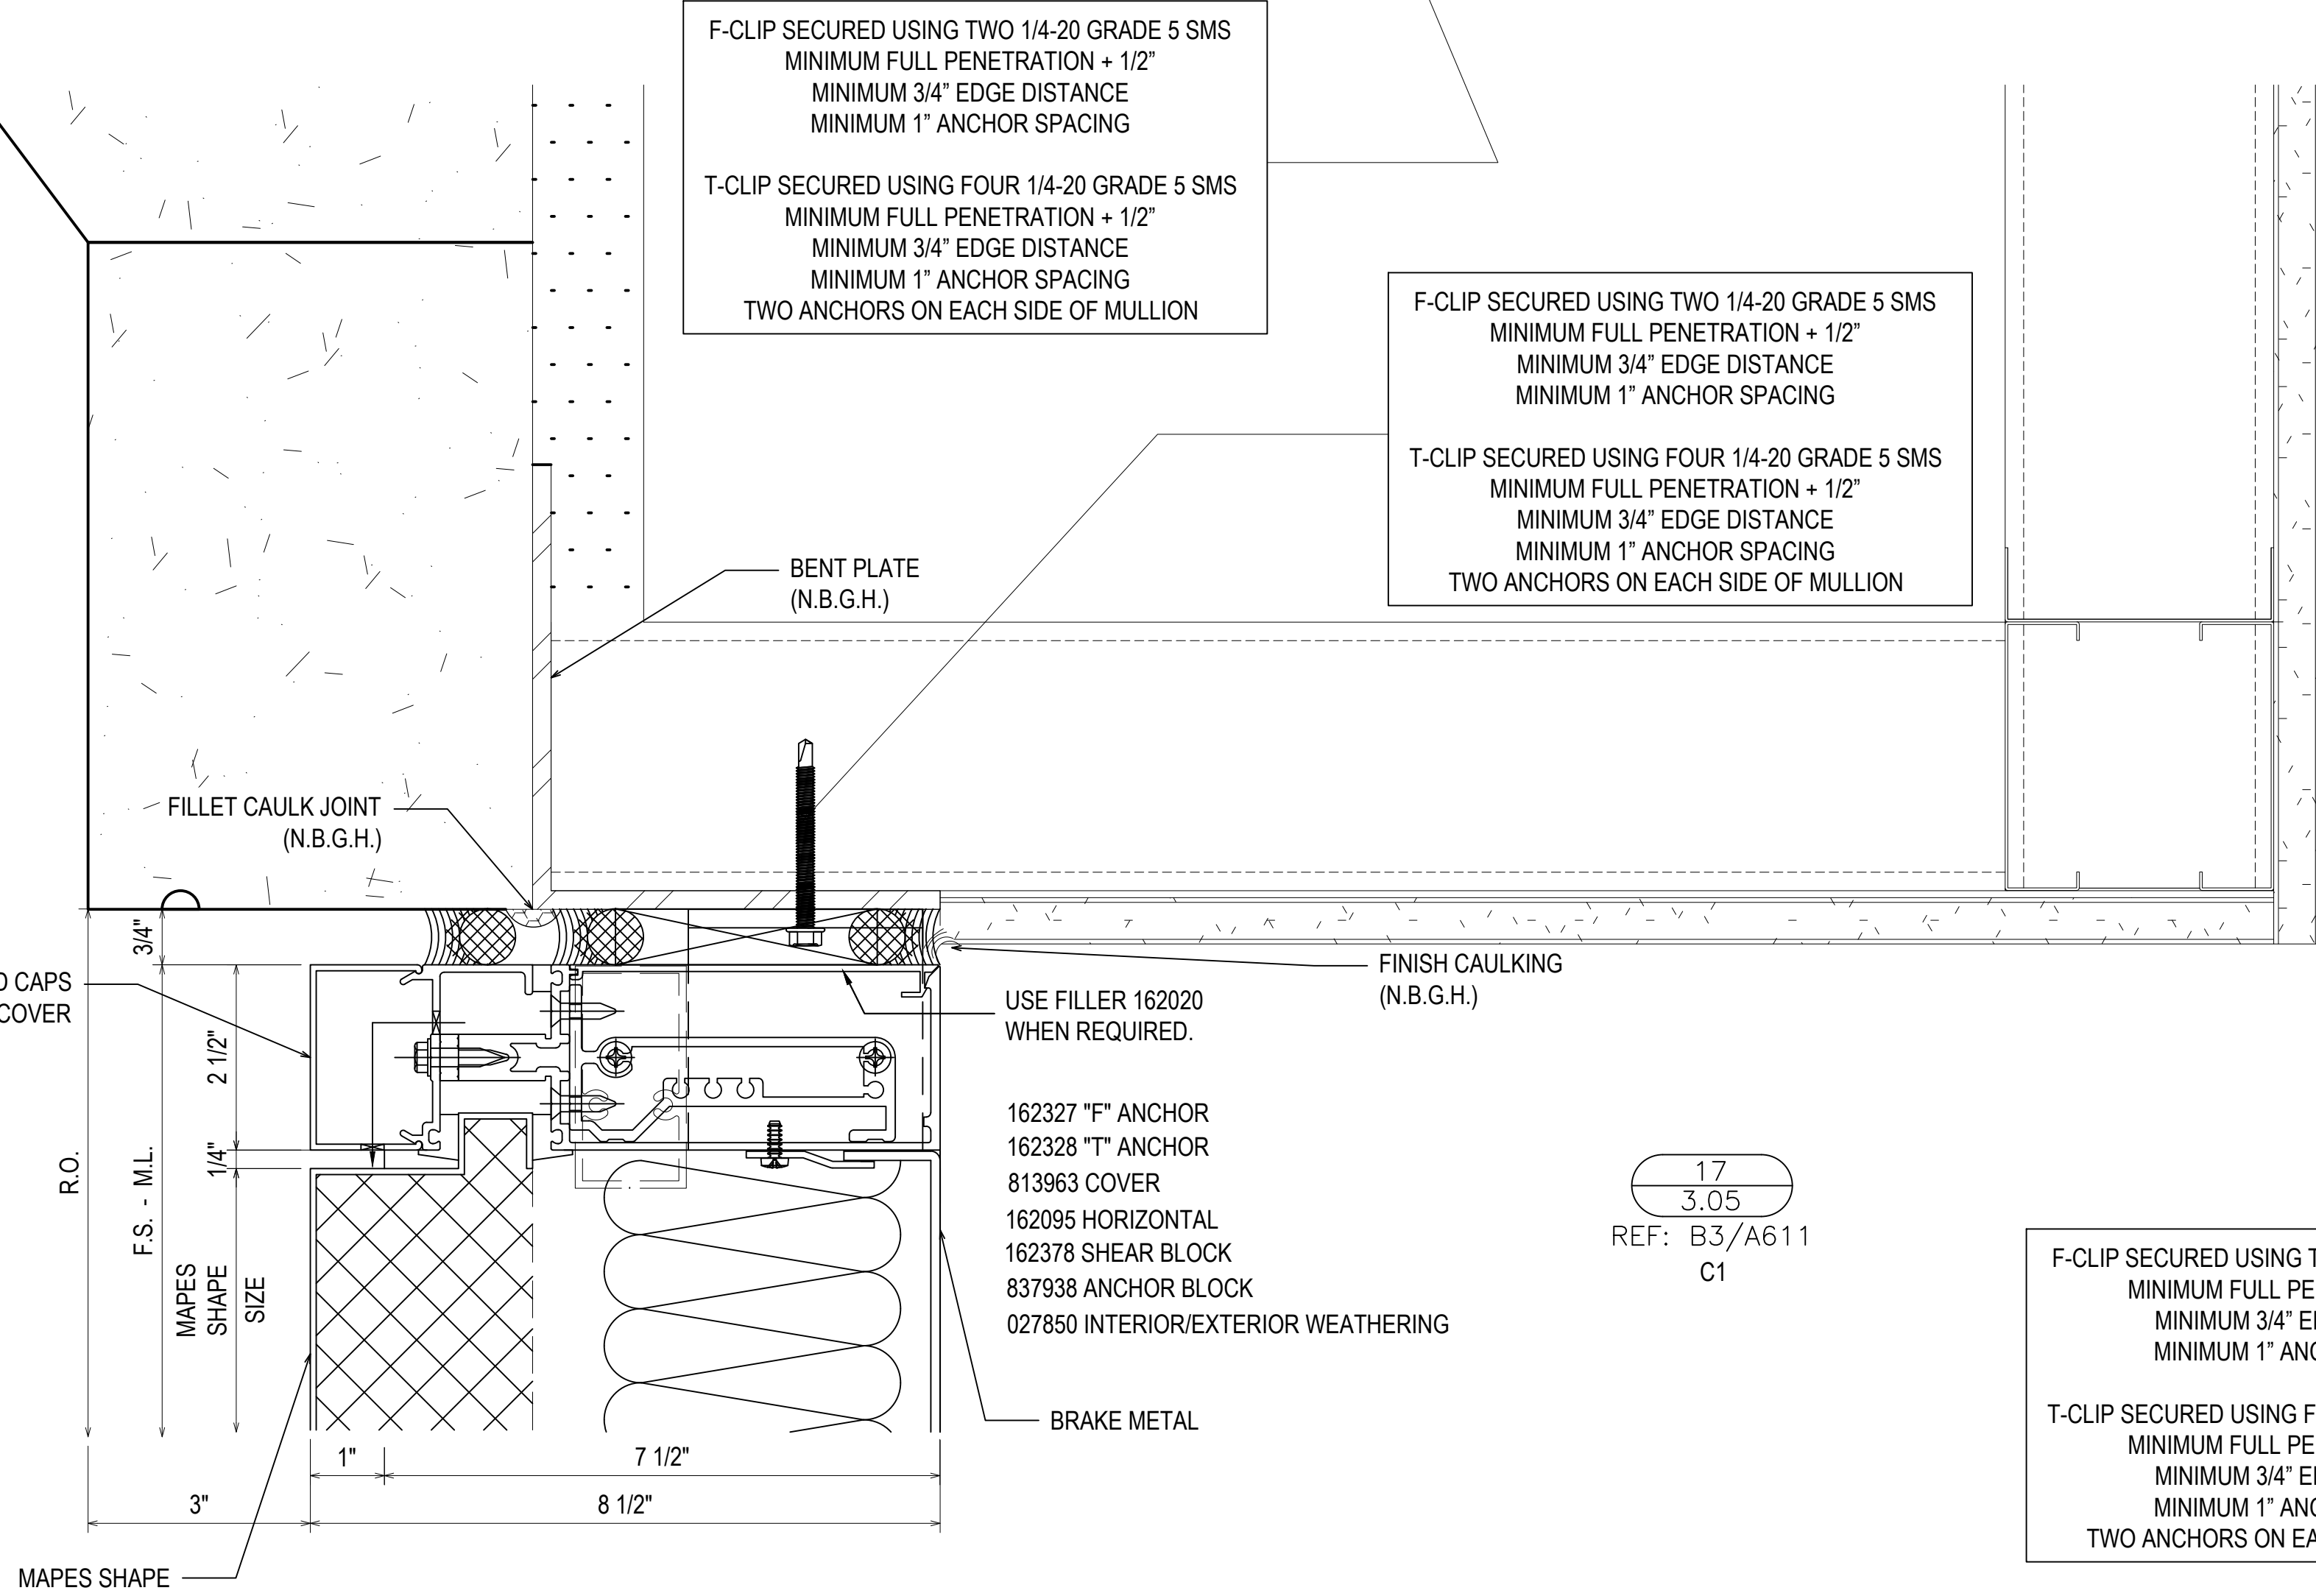 F-CLIP SECURED USING TWO 1/4-20 GRADE 5 SMS
MINIMUM FULL PENETRATION + 1/2”
MINIMUM 3/4” EDGE DISTANCE
MINIMUM 1” ANCHOR SPACING
T-CLIP SECURED USING FOUR 1/4-20 GRADE 5 SMS
MINIMUM FULL PENETRATION + 1/2”
MINIMUM 3/4” EDGE DISTANCE
MINIMUM 1” ANCHOR SPACING
TWO ANCHORS ON EACH SIDE OF MULLION
F-CLIP SECURED USING TWO 1/4-20 GRADE 5 SMS
MINIMUM FULL PENETRATION + 1/2”
MINIMUM 3/4” EDGE DISTANCE
MINIMUM 1” ANCHOR SPACING
T-CLIP SECURED USING FOUR 1/4-20 GRADE 5 SMS
MINIMUM FULL PENETRATION + 1/2”
MINIMUM 3/4” EDGE DISTANCE
MINIMUM 1” ANCHOR SPACING
TWO ANCHORS ON EACH SIDE OF MULLION
BENT PLATE
(N.B.G.H.)
FILLET CAULK JOINT
(N.B.G.H.)
3/4"
CAPS
COVER
2 1/2"
1/4"
R.O.
F.S. - M.L.
MAPES
SHAPE
SIZE
FINISH CAULKING
(N.B.G.H.)
USE FILLER 162020
WHEN REQUIRED.
162327 "F" ANCHOR
162328 "T" ANCHOR
813963 COVER
162095 HORIZONTAL
162378 SHEAR BLOCK
837938 ANCHOR BLOCK
027850 INTERIOR/EXTERIOR WEATHERING
17
3.05
REF: B3/A611
C1
BRAKE METAL
1"
7 1/2"
3"
8 1/2"
MAPES SHAPE
F-CLIP SECURED USING
MINIMUM FULL
MINIMUM 3/4”
MINIMUM 1”
T-CLIP SECURED USING
MINIMUM FULL
MINIMUM 3/4”
MINIMUM 1”
TWO ANCHORS ON